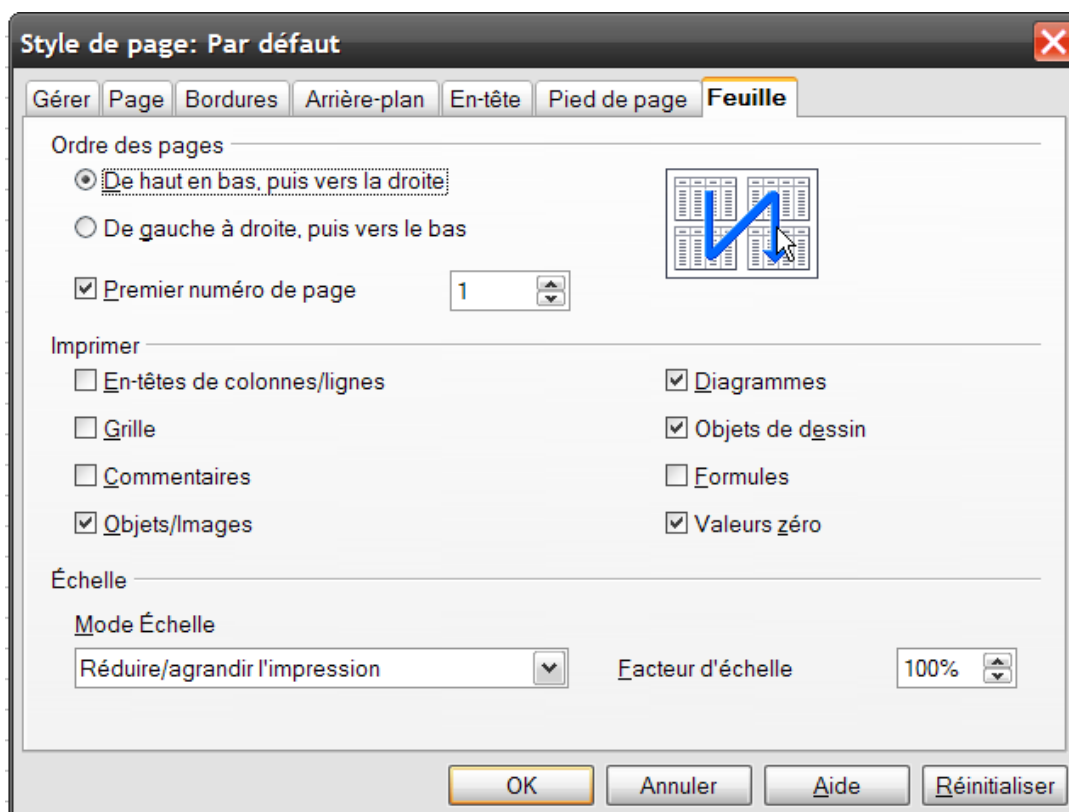 Style de page: Par défaut
Gérer Page Bordures Arrière-plan En-tête Pied de page Feuille
Ordre des pages
De haut en bas, puis vers la droite
De gauche à droite, puis vers le bas
Premier numéro de page 1
Imprimer
En-têtes de colonnes/lignes Diagrammes
Grille Objets de dessin
Commentaires Formules
Objets/Images Valeurs zéro
Échelle
Mode Échelle
Réduire/agrandir l'impression Facteur d'échelle 100%
OK Annuler Aide Réinitialiser